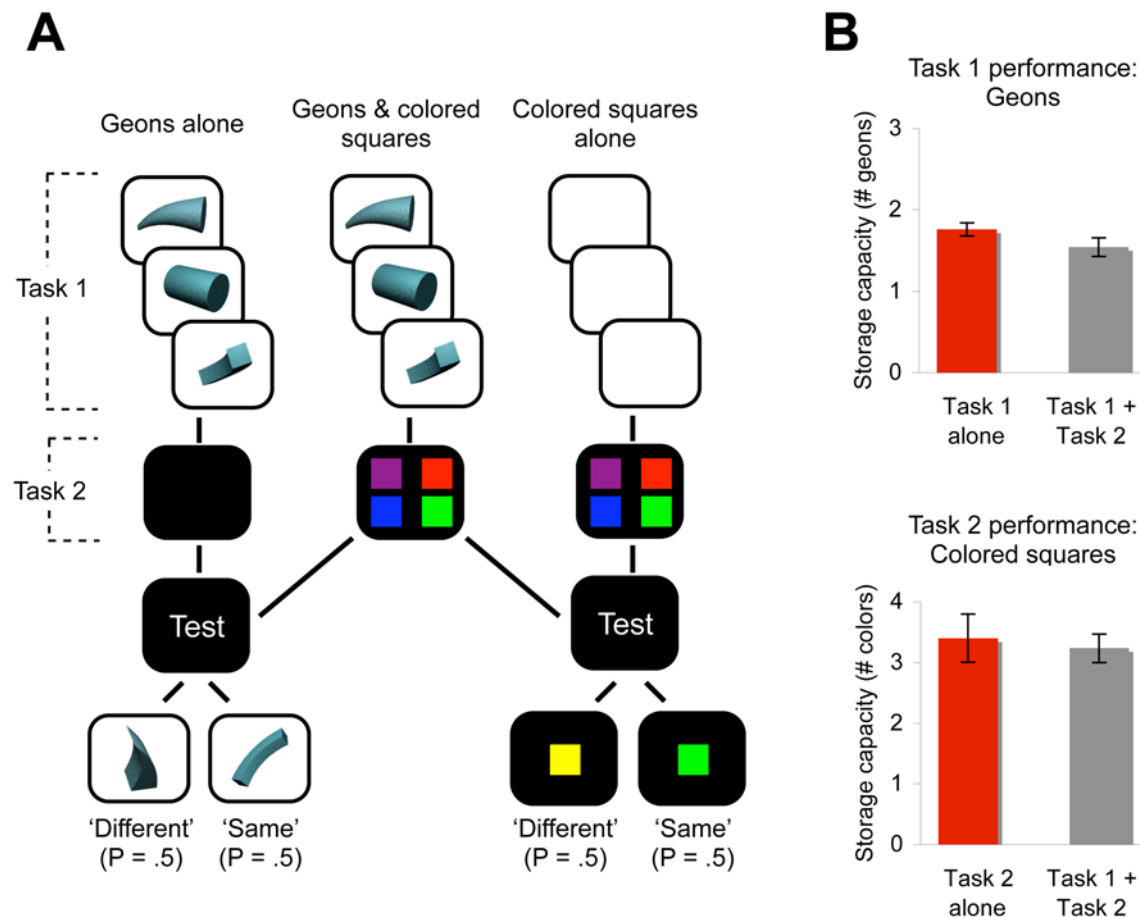 A
Geons alone
Geons & colored
squares
Colored squares
alone
Task 1
Task 2
Test
Test
‘Different’
(P = .5)
‘Same’
(P = .5)
‘Different’
(P = .5)
‘Same’
(P = .5)
B
Task 1 performance:
Geons
Storage capacity (# geons)
3
2
1
0
Task 1
alone
Task 1 +
Task 2
Task 2 performance:
Colored squares
Storage capacity (# colors)
4
3
2
1
0
Task 2
alone
Task 1 +
Task 2